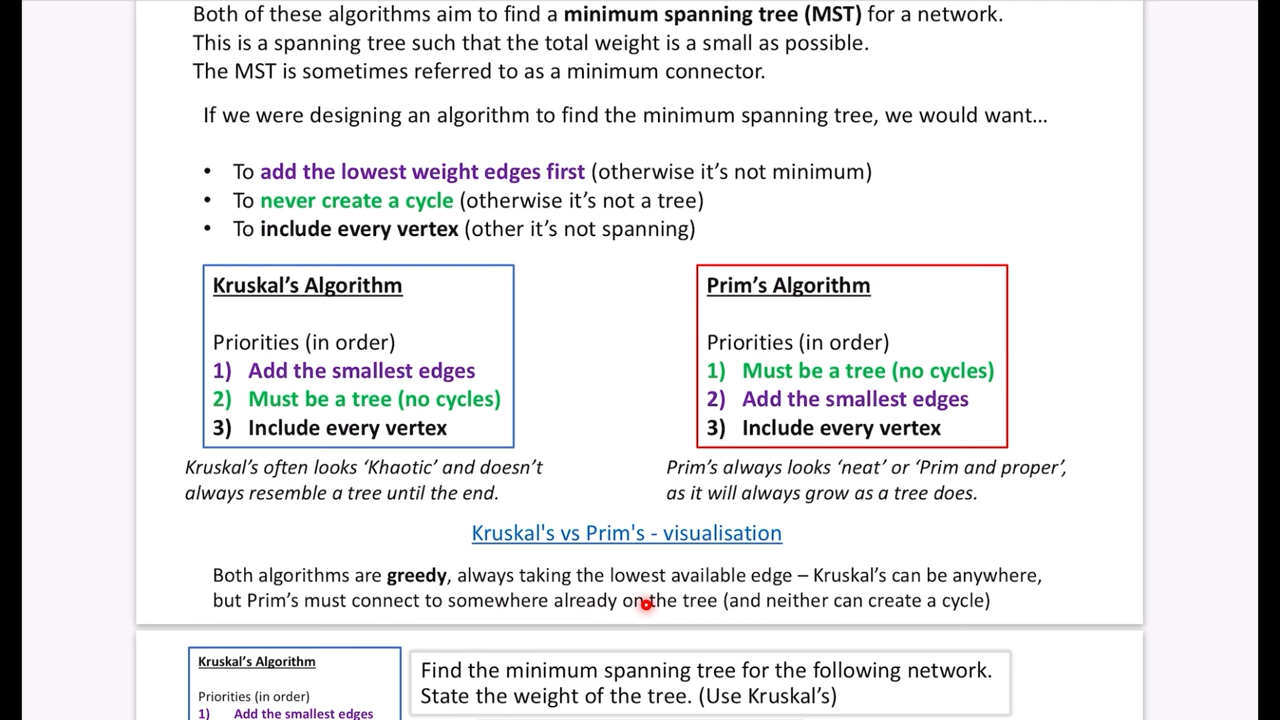 Both of these algorithms aim to find a minimum spanning tree (MST) for a network.
This is a spanning tree such that the total weight is a small as possible.
The MST is sometimes referred to as a minimum connector.
If we were designing an algorithm to find the minimum spanning tree, we would want…
• To add the lowest weight edges first (otherwise it’s not minimum)
• To never create a cycle (otherwise it’s not a tree)
• To include every vertex (other it’s not spanning)
Kruskal’s Algorithm
Priorities (in order)
1) Add the smallest edges
2) Must be a tree (no cycles)
3) Include every vertex
Kruskal’s often looks ‘Khaotic’ and doesn’t
always resemble a tree until the end.
Prim’s Algorithm
Priorities (in order)
1) Must be a tree (no cycles)
2) Add the smallest edges
3) Include every vertex
Prim’s always looks ‘neat’ or ‘Prim and proper’,
as it will always grow as a tree does.
Kruskal's vs Prim's - visualisation
Both algorithms are greedy, always taking the lowest available edge – Kruskal’s can be anywhere,
but Prim’s must connect to somewhere already on the tree (and neither can create a cycle)
Kruskal’s Algorithm
Priorities (in order)
1) Add the smallest edges
Find the minimum spanning tree for the following network.
State the weight of the tree. (Use Kruskal’s)